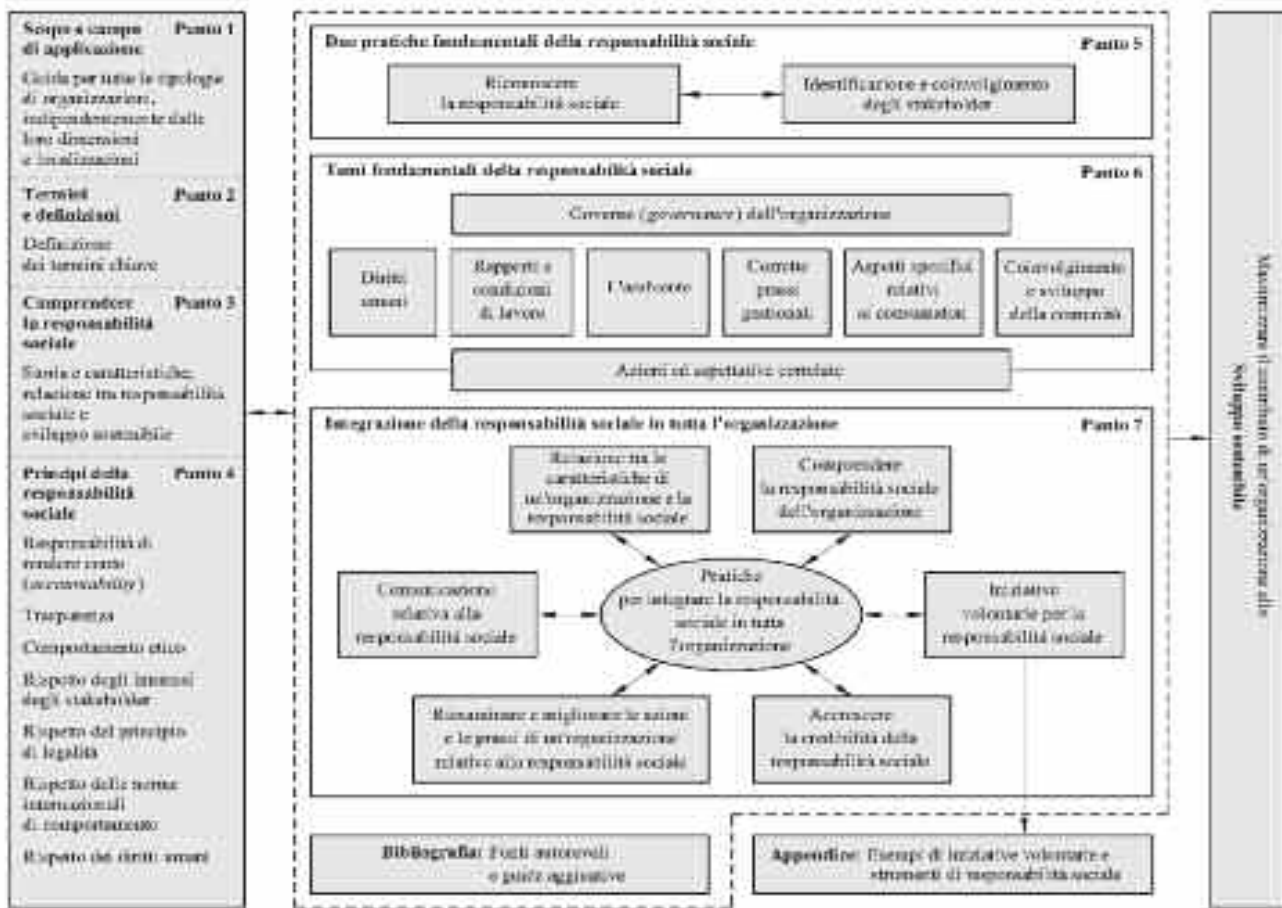 Scopo e campo Punto 1
di applicazione
Guida per tutte le tipologie
di organizzazioni,
indipendentemente dalle
loro dimensioni
e localizzazioni
Termini Punto 2
e definizioni
Definizione
dei termini chiave
Comprendere Punto 3
la responsabilità
sociale
Storia e caratteristiche;
relazione tra responsabilità
sociale e
sviluppo sostenibile
Principi della Punto 4
responsabilità
sociale
Responsabilità di
rendere conto
(accountability)
Trasparenza
Comportamento etico
Rispetto degli interessi
degli stakeholder
Rispetto del principio
di legalità
Rispetto delle norme
internazionali
di comportamento
Rispetto dei diritti umani
Due pratiche fondamentali della responsabilità sociale Punto 5
Riconoscere
la responsabilità sociale
Identificazione e coinvolgimento
degli stakeholder
Temi fondamentali della responsabilità sociale Punto 6
Governo (governance) dell'organizzazione
Diritti
umani
Rapporti e
condizioni
di lavoro
L'ambiente
Corrette
prassi
gestionali
Aspetti specifici
relativi
ai consumatori
Coinvolgimento
e sviluppo
della comunità
Azioni ed aspettative correlate
Integrazione della responsabilità sociale in tutta l'organizzazione Punto 7
Relazione tra le
caratteristiche di
un'organizzazione e la
responsabilità sociale
Comprendere
la responsabilità sociale
dell'organizzazione
Comunicazione
relativa alla
responsabilità sociale
Pratiche
per integrare la responsabilità
sociale in tutta
l'organizzazione
Iniziative
volontarie per la
responsabilità sociale
Riesaminare e migliorare le azioni
e le prassi di un'organizzazione
relative alla responsabilità sociale
Accrescere
la credibilità della
responsabilità sociale
Bibliografia: Fogli autorevoli
e guide aggiuntive
Appendice: Esempi di iniziative volontarie e
strumenti di responsabilità sociale
Massimizzare il contributo di un'organizzazione allo
Sviluppo sostenibile